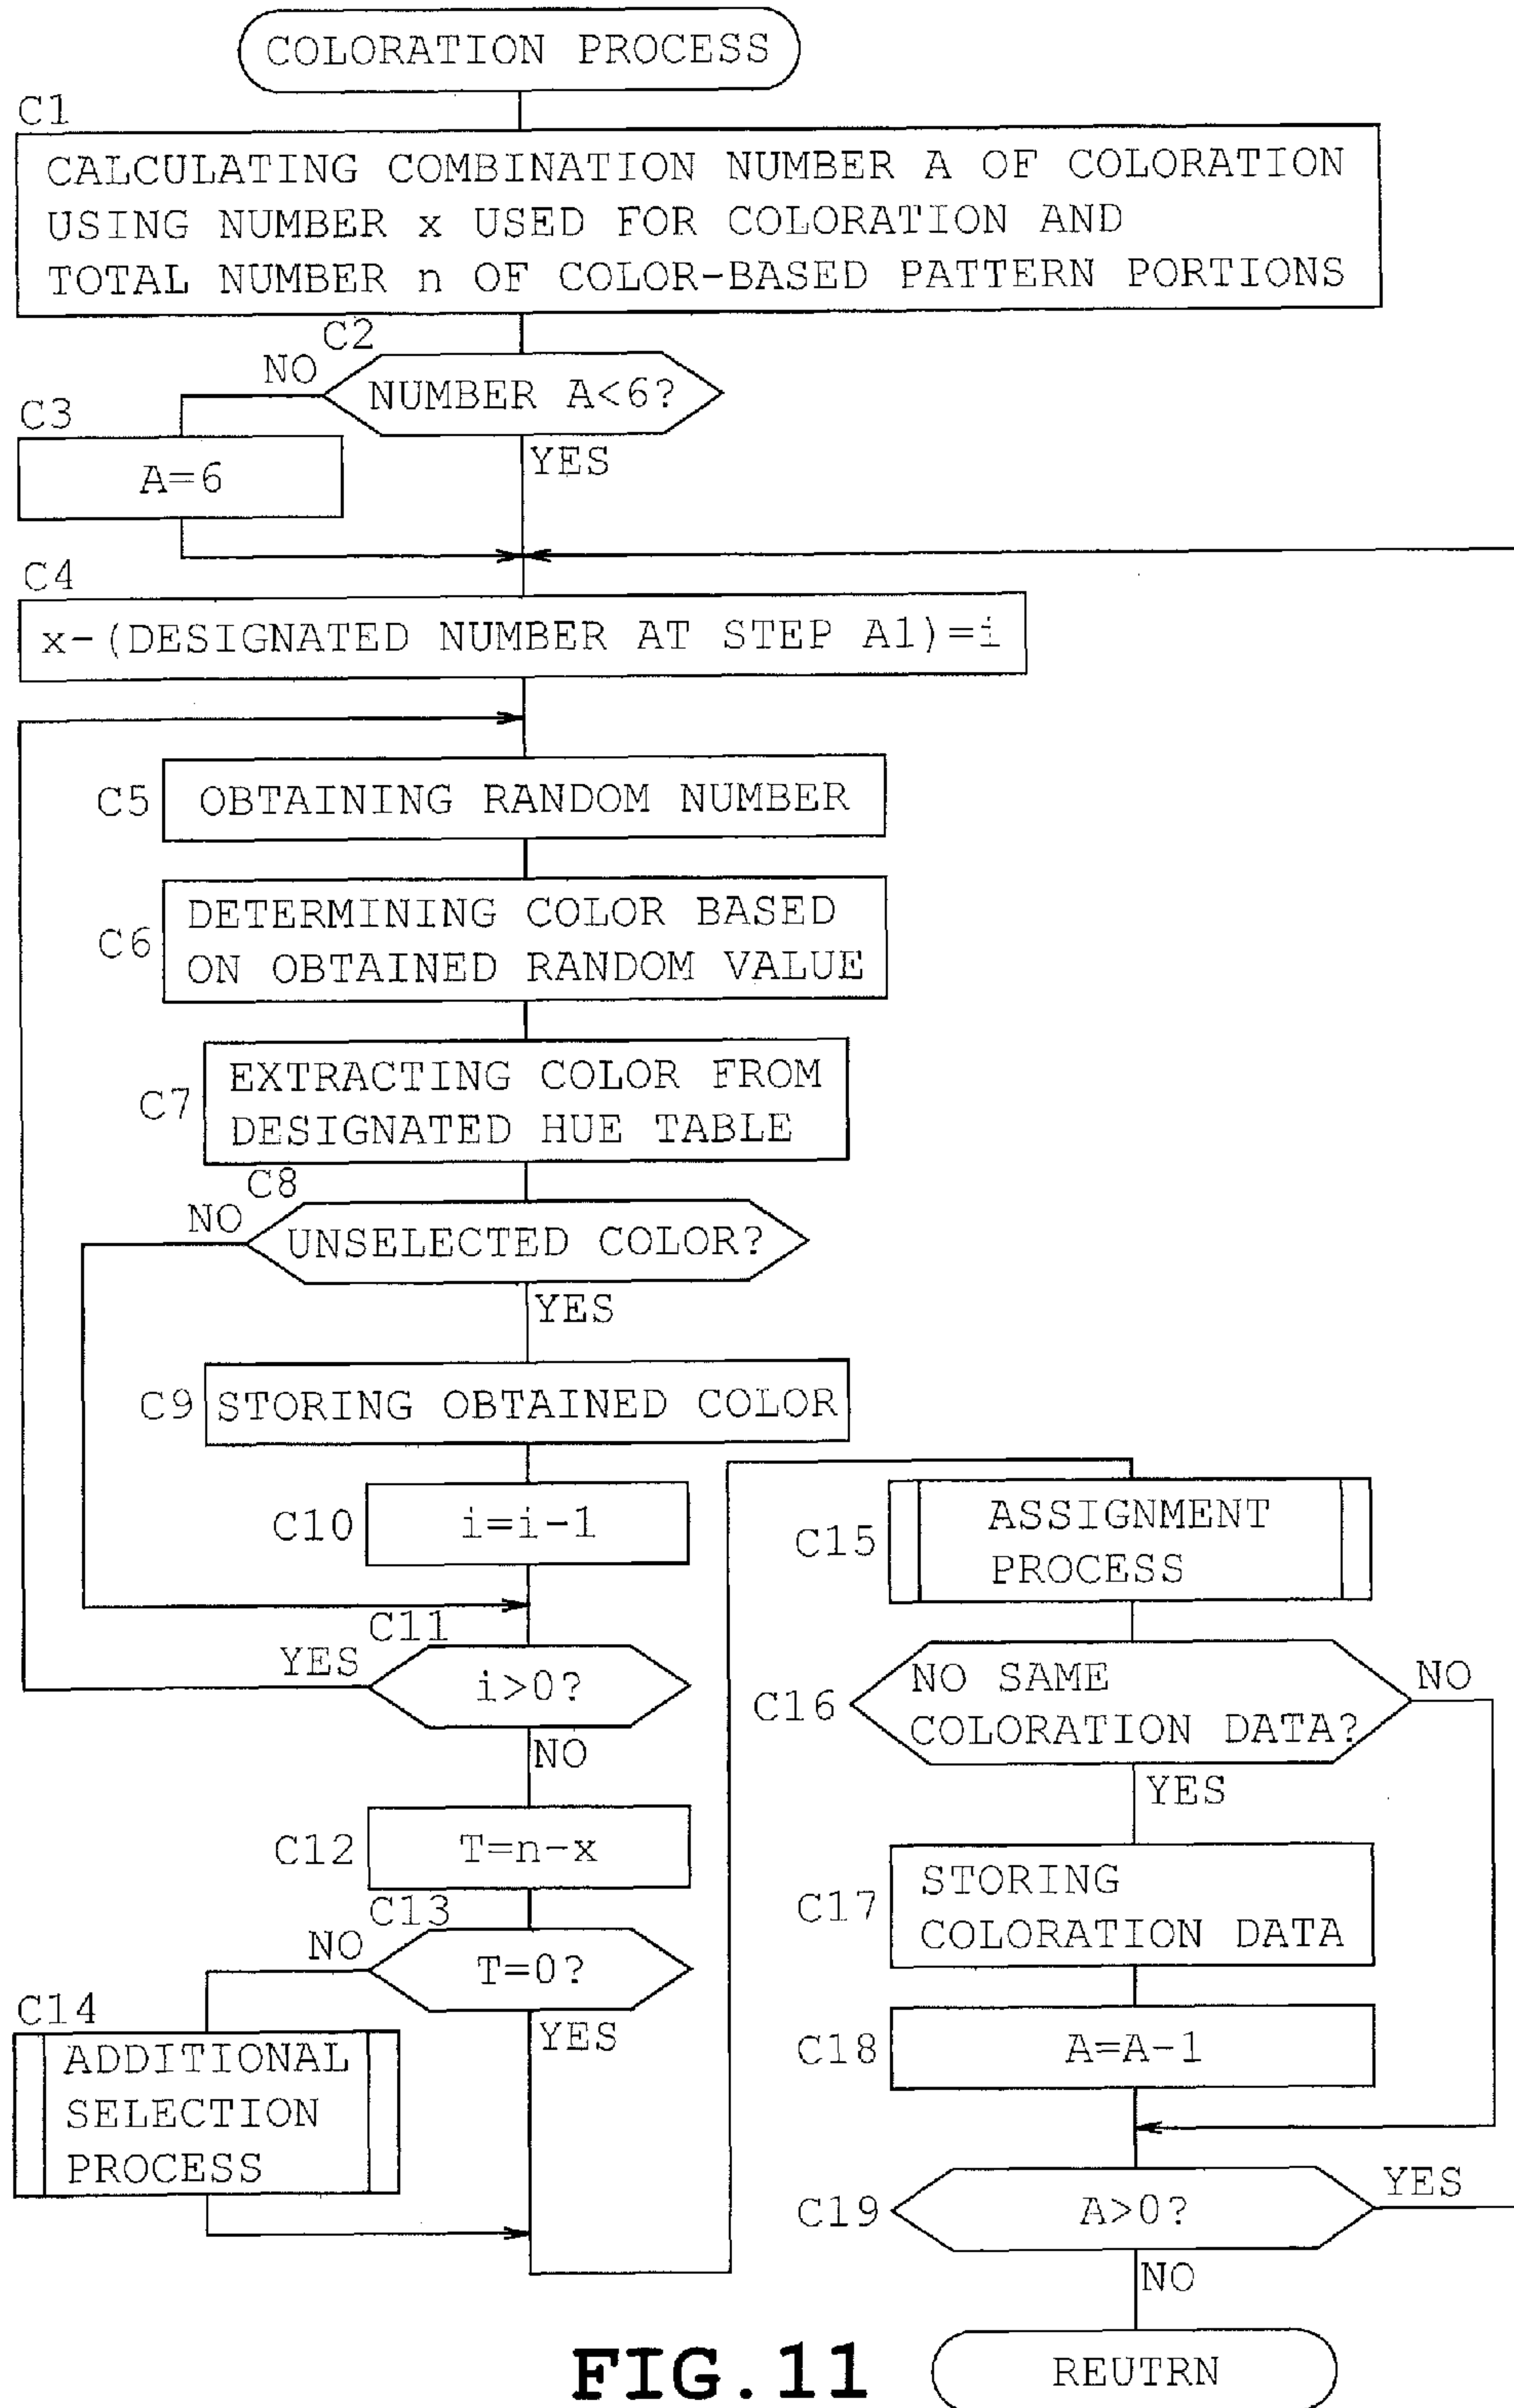 COLORATION PROCESS
C1
CALCULATING COMBINATION NUMBER A OF COLORATION
USING NUMBER x USED FOR COLORATION AND
TOTAL NUMBER n OF COLOR-BASED PATTERN PORTIONS
C2
NO
NUMBER A<6?
YES
C3
A=6
C4
x-(DESIGNATED NUMBER AT STEP A1)=i
C5
OBTAINING RANDOM NUMBER
C6
DETERMINING COLOR BASED
ON OBTAINED RANDOM VALUE
C7
EXTRACTING COLOR FROM
DESIGNATED HUE TABLE
C8
NO
UNSELECTED COLOR?
YES
C9
STORING OBTAINED COLOR
C10
i=i-1
C11
YES
i>0?
NO
C12
T=n-x
C13
NO
T=0?
YES
C14
ADDITIONAL
SELECTION
PROCESS
C15
ASSIGNMENT
PROCESS
C16
NO SAME
COLORATION DATA?
NO
YES
C17
STORING
COLORATION DATA
C18
A=A-1
C19
A>0?
YES
NO
REUTRN
FIG.11